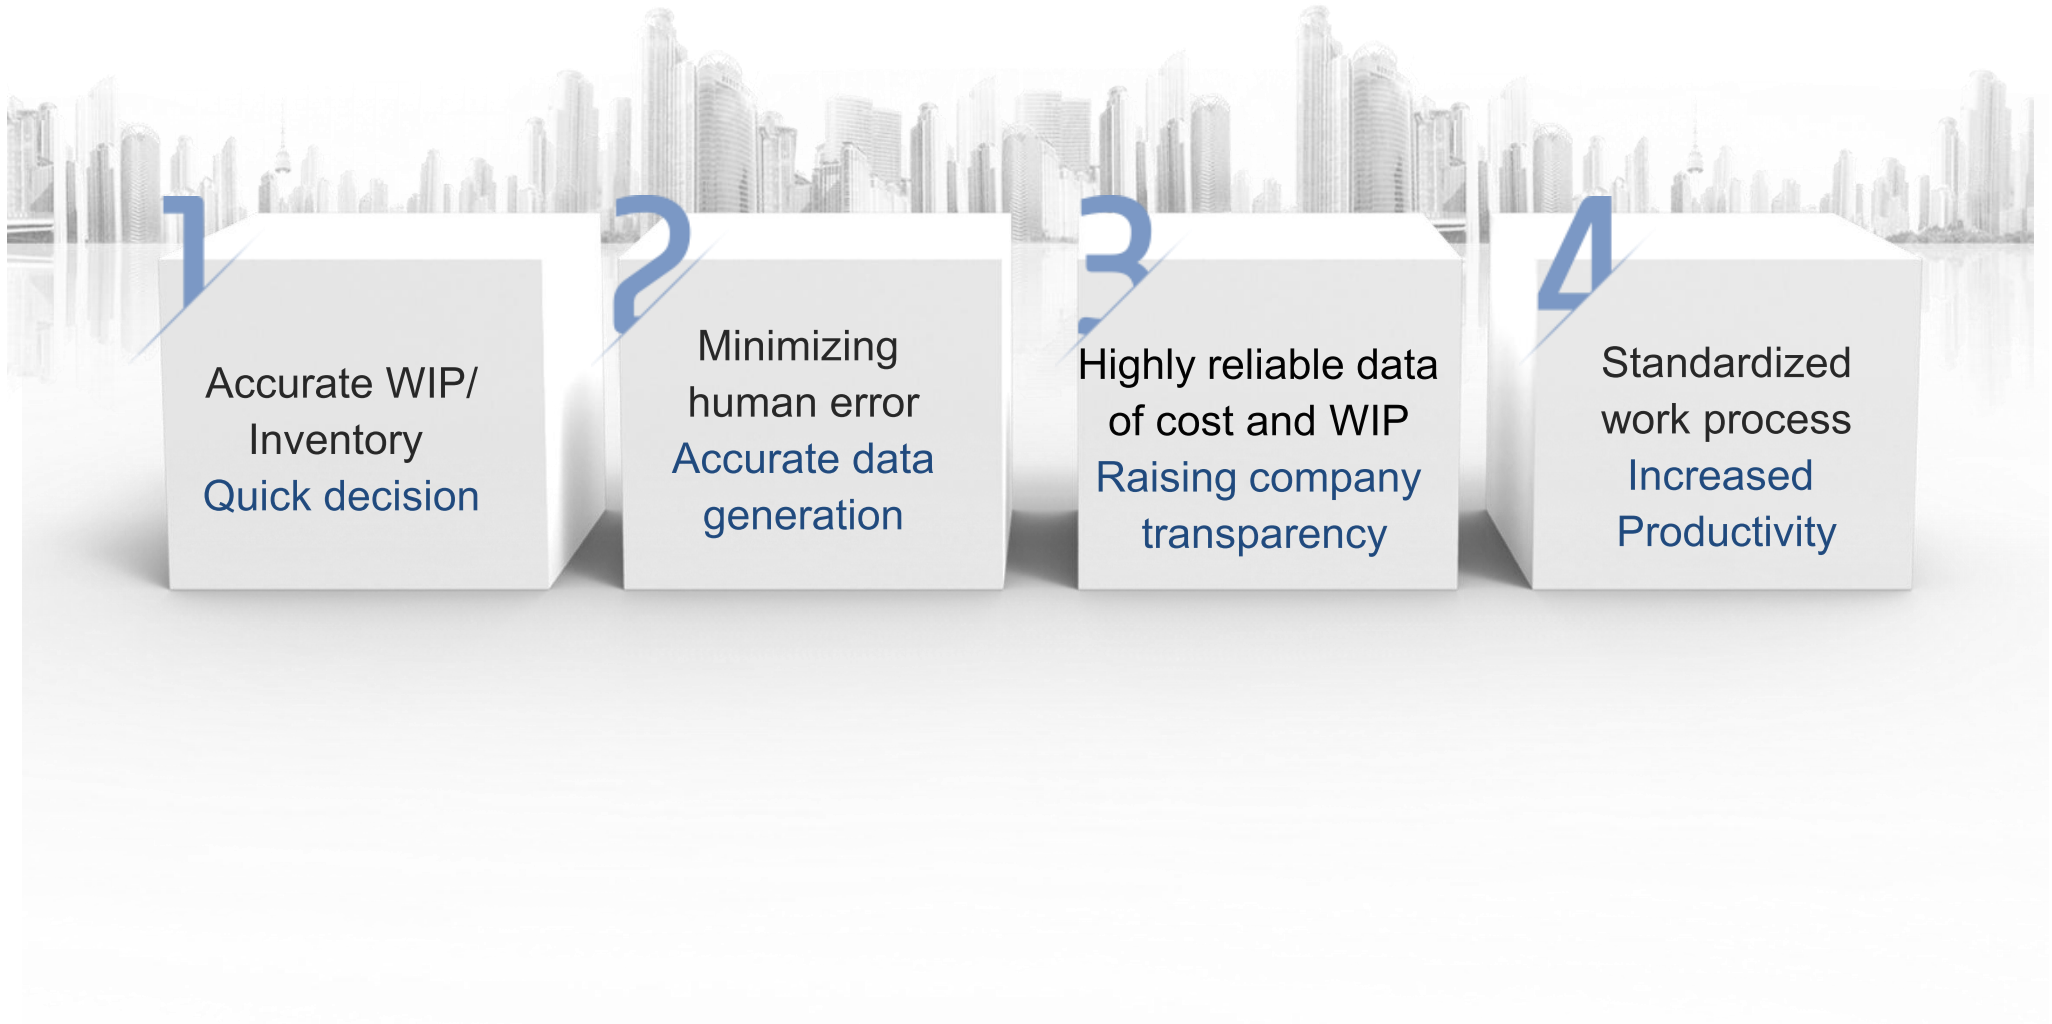 1
Accurate WIP/
Inventory
Quick decision
2
Minimizing
human error
Accurate data
generation
3
Highly reliable data
of cost and WIP
Raising company
transparency
4
Standardized
work process
Increased
Productivity